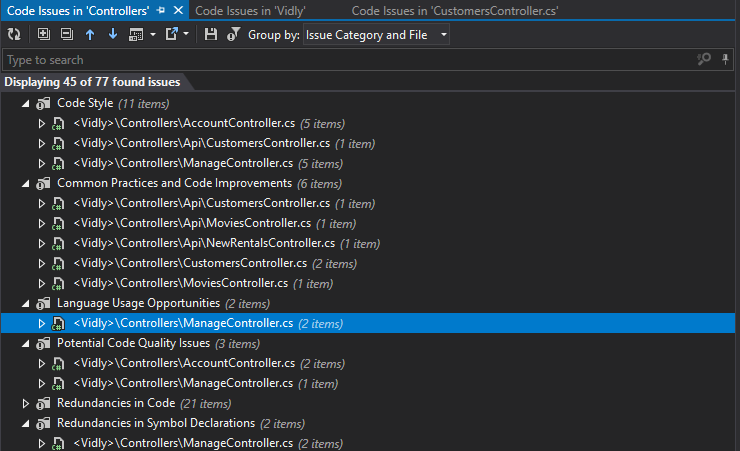 Code Issues in 'Controllers' Code Issues in 'Vidly' Code Issues in 'CustomersController.cs'
Group by: Issue Category and File
Type to search
Displaying 45 of 77 found issues
Code Style (11 items)
<Vidly>\Controllers\AccountController.cs (5 items)
<Vidly>\Controllers\Api\CustomersController.cs (1 item)
<Vidly>\Controllers\ManageController.cs (5 items)
Common Practices and Code Improvements (6 items)
<Vidly>\Controllers\Api\CustomersController.cs (1 item)
<Vidly>\Controllers\Api\MoviesController.cs (1 item)
<Vidly>\Controllers\Api\NewRentalsController.cs (1 item)
<Vidly>\Controllers\CustomersController.cs (2 items)
<Vidly>\Controllers\MoviesController.cs (1 item)
Language Usage Opportunities (2 items)
<Vidly>\Controllers\ManageController.cs (2 items)
Potential Code Quality Issues (3 items)
<Vidly>\Controllers\AccountController.cs (2 items)
<Vidly>\Controllers\ManageController.cs (1 item)
Redundancies in Code (21 items)
Redundancies in Symbol Declarations (2 items)
<Vidly>\Controllers\ManageController.cs (2 items)